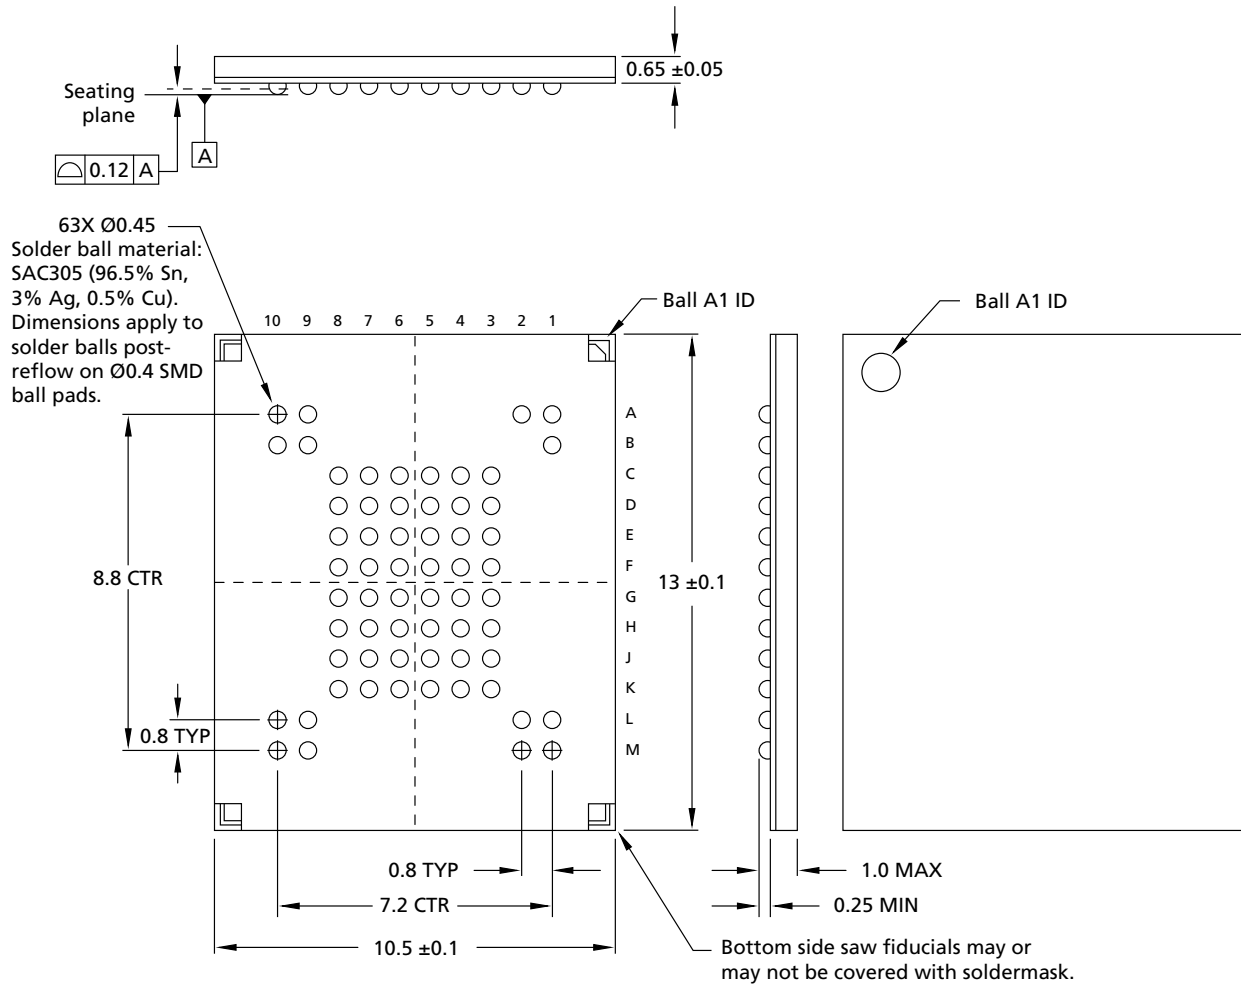 0.65 ±0.05
Seating
plane
A
0.12 A
63X Ø0.45
Solder ball material:
SAC305 (96.5% Sn,
3% Ag, 0.5% Cu).
Dimensions apply to
solder balls post-
reflow on Ø0.4 SMD
ball pads.
Ball A1 ID
Ball A1 ID
10 9 8 7 6 5 4 3 2 1
A
B
C
D
E
F
G
H
J
K
L
M
8.8 CTR
13 ±0.1
0.8 TYP
0.8 TYP
1.0 MAX
7.2 CTR
0.25 MIN
10.5 ±0.1
Bottom side saw fiducials may or
may not be covered with soldermask.